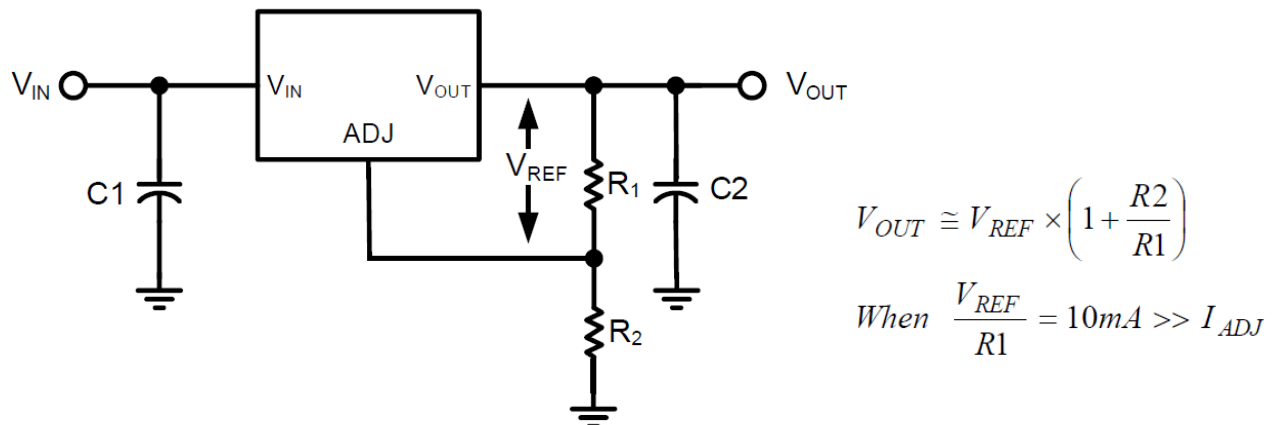 V_IN
V_IN
V_OUT
V_OUT
ADJ
V_REF
C1
R_1
C2
R_2
V_OUT ≅ V_REF × (1 + R2/R1)
When V_REF/R1 = 10mA >> I_ADJ